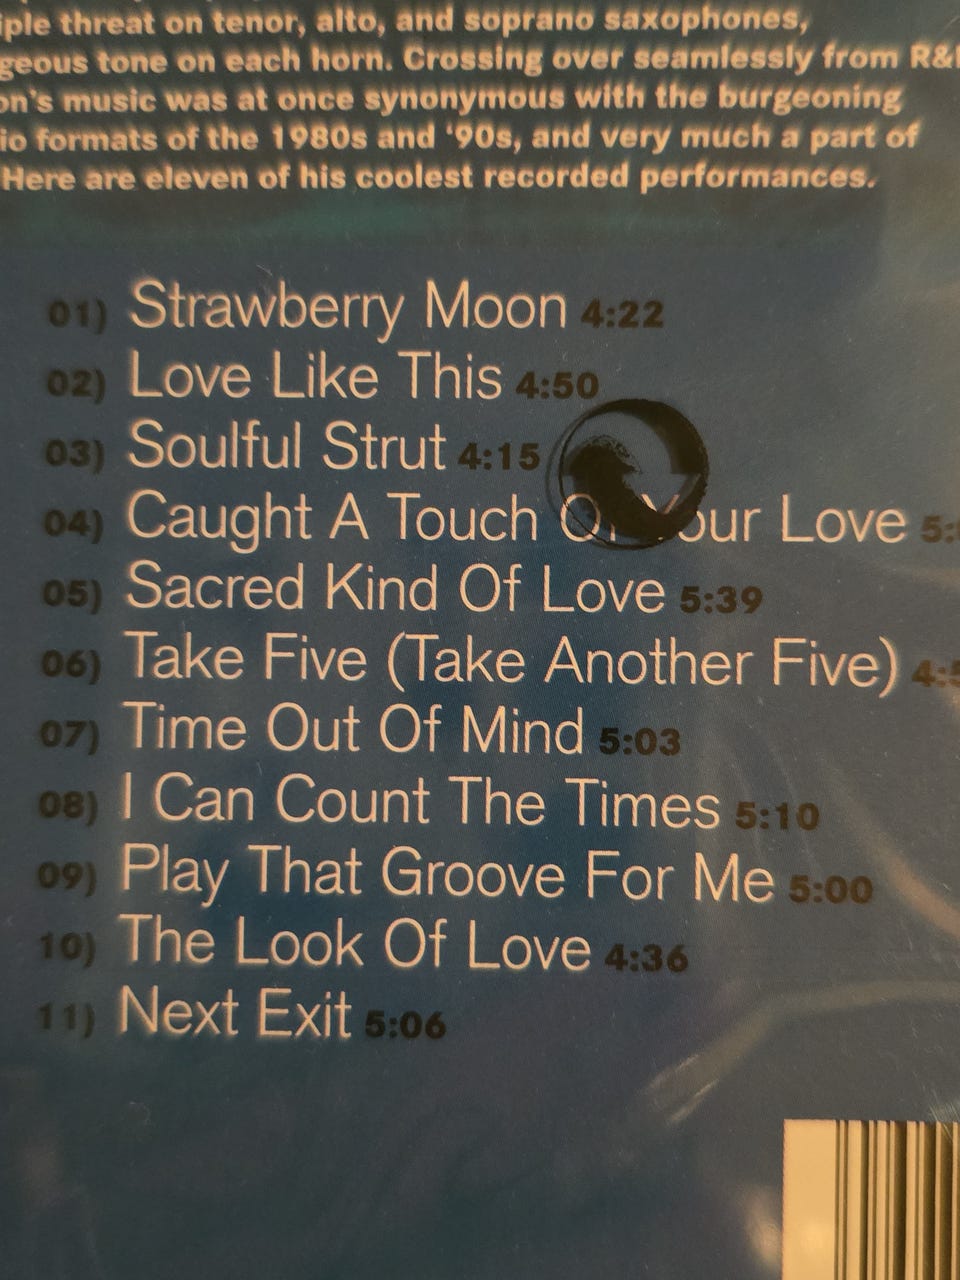 iple threat on tenor, alto, and soprano saxophones,
geous tone on each horn. Crossing over seamlessly from R&
on's music was at once synonymous with the burgeoning
io formats of the 1980s and '90s, and very much a part of
Here are eleven of his coolest recorded performances.
01) Strawberry Moon 4:22
02) Love Like This 4:50
03) Soulful Strut 4:15
04) Caught A Touch Of Your Love 5:
05) Sacred Kind Of Love 5:39
06) Take Five (Take Another Five) 4:
07) Time Out Of Mind 5:03
08) I Can Count The Times 5:10
09) Play That Groove For Me 5:00
10) The Look Of Love 4:36
11) Next Exit 5:06